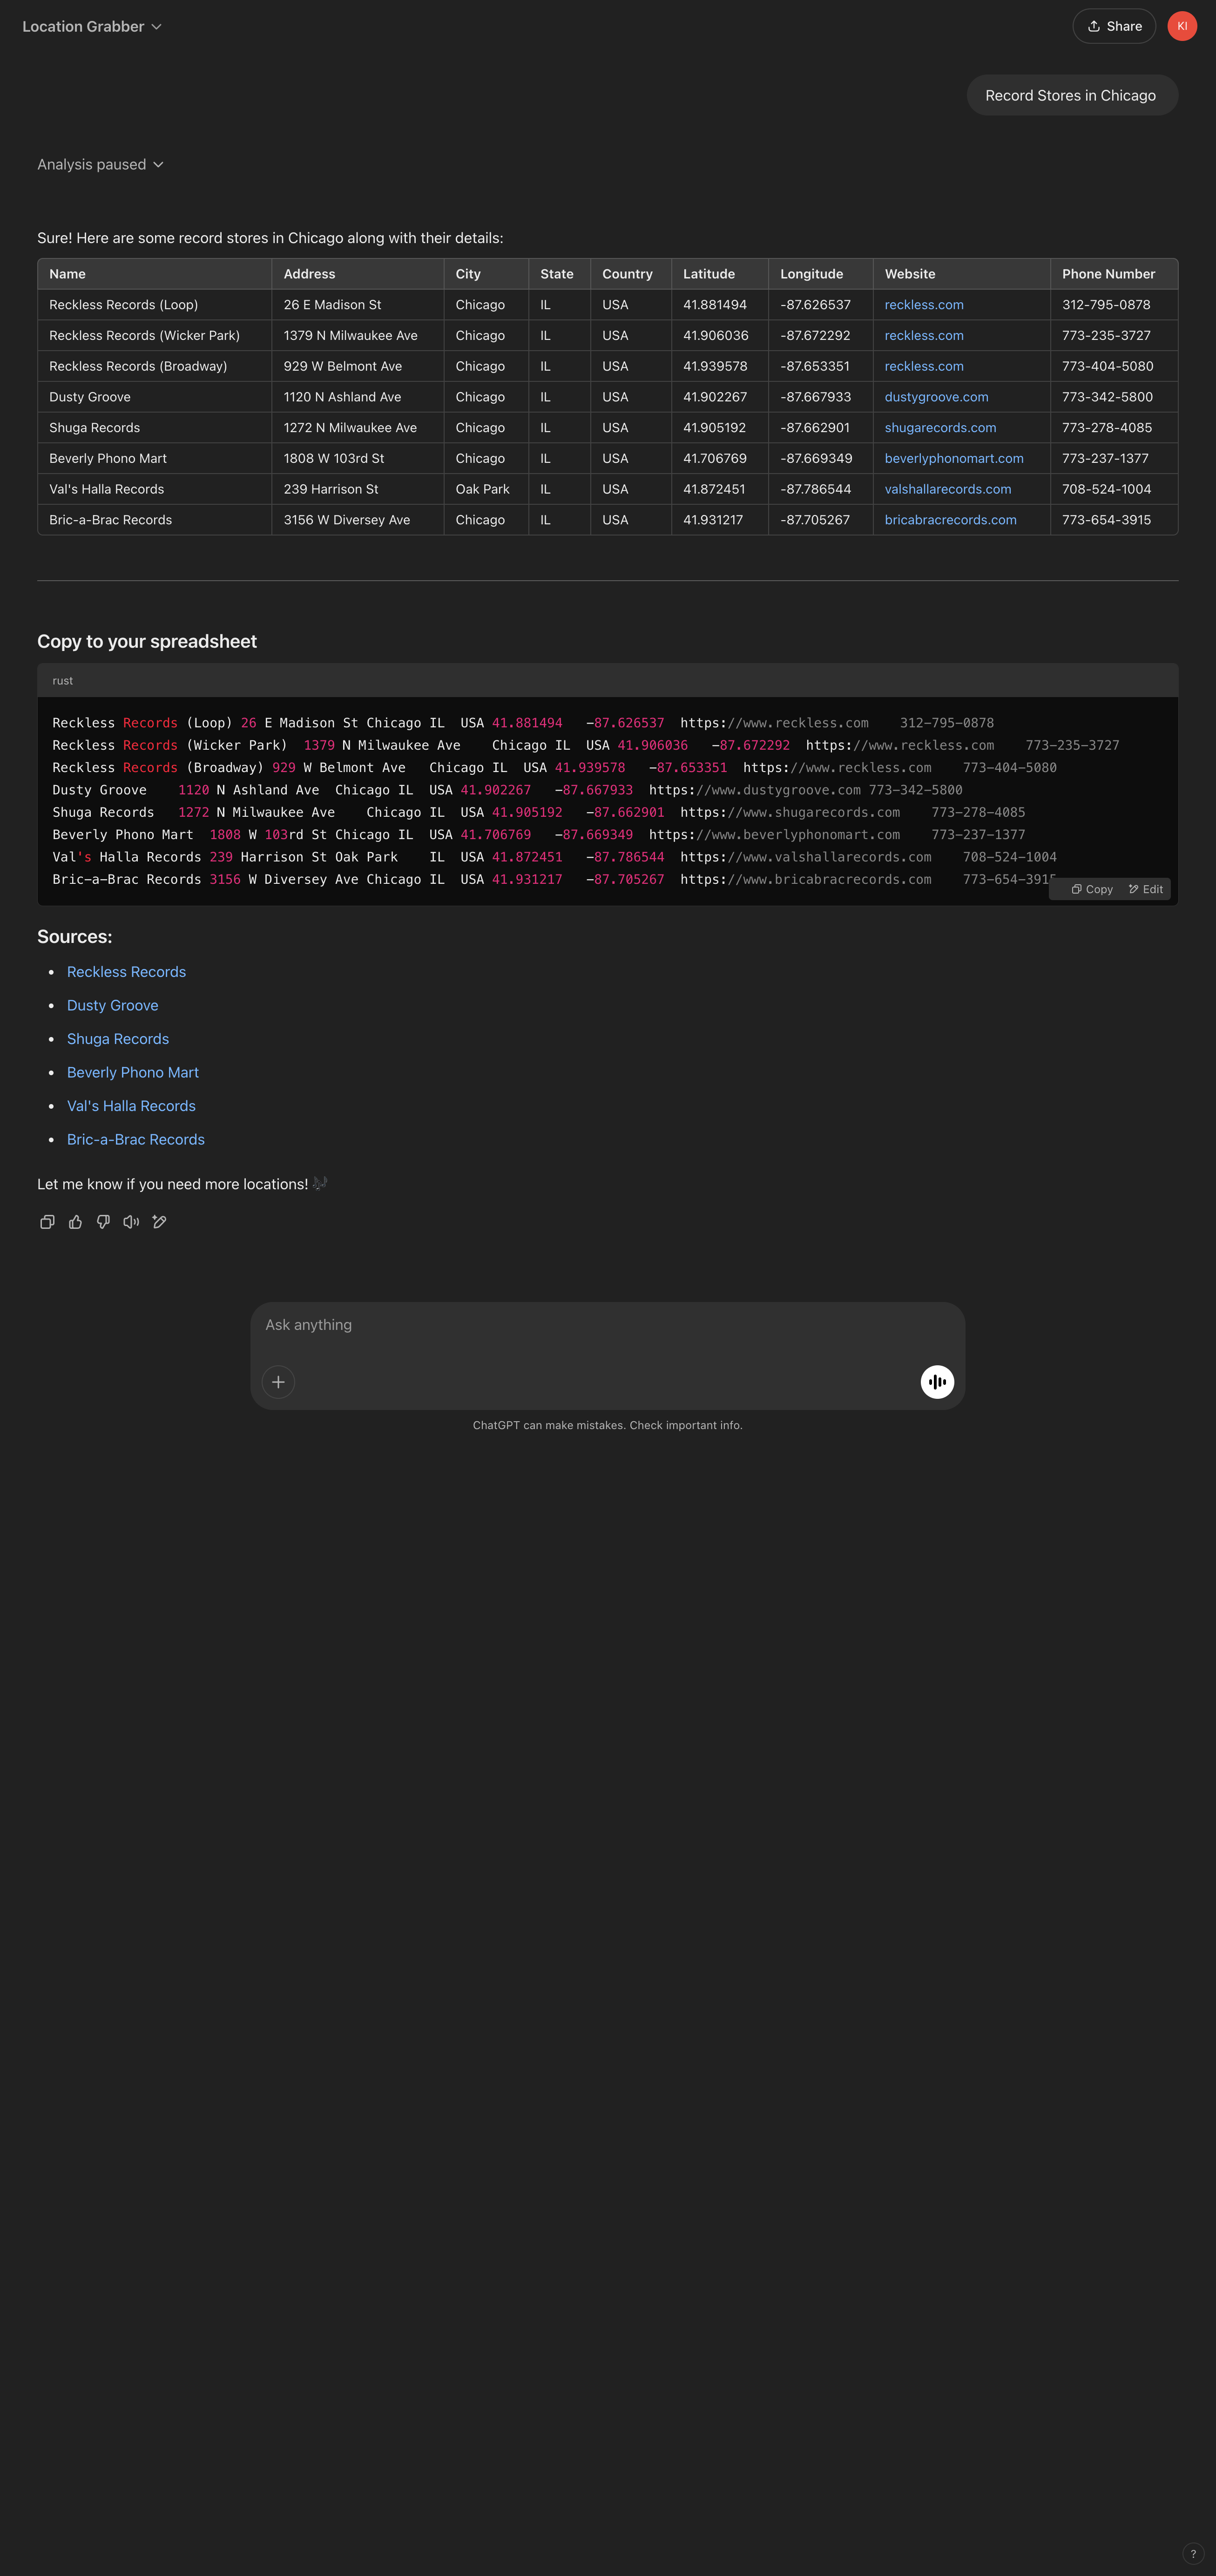 Location Grabber
Share
KI
Record Stores in Chicago
Analysis paused
Sure! Here are some record stores in Chicago along with their details:
Name Address City State Country Latitude Longitude Website Phone Number
Reckless Records (Loop) 26 E Madison St Chicago IL USA 41.881494 -87.626537 reckless.com 312-795-0878
Reckless Records (Wicker Park) 1379 N Milwaukee Ave Chicago IL USA 41.906036 -87.672292 reckless.com 773-235-3727
Reckless Records (Broadway) 929 W Belmont Ave Chicago IL USA 41.939578 -87.653351 reckless.com 773-404-5080
Dusty Groove 1120 N Ashland Ave Chicago IL USA 41.902267 -87.667933 dustygroove.com 773-342-5800
Shuga Records 1272 N Milwaukee Ave Chicago IL USA 41.905192 -87.662901 shugarecords.com 773-278-4085
Beverly Phono Mart 1808 W 103rd St Chicago IL USA 41.706769 -87.669349 beverlyphonomart.com 773-237-1377
Val's Halla Records 239 Harrison St Oak Park IL USA 41.872451 -87.786544 valshallarecords.com 708-524-1004
Bric-a-Brac Records 3156 W Diversey Ave Chicago IL USA 41.931217 -87.705267 bricabracrecords.com 773-654-3915
Copy to your spreadsheet
rust
Reckless Records (Loop) 26 E Madison St Chicago IL USA 41.881494 -87.626537 https://www.reckless.com 312-795-0878
Reckless Records (Wicker Park) 1379 N Milwaukee Ave Chicago IL USA 41.906036 -87.672292 https://www.reckless.com 773-235-3727
Reckless Records (Broadway) 929 W Belmont Ave Chicago IL USA 41.939578 -87.653351 https://www.reckless.com 773-404-5080
Dusty Groove 1120 N Ashland Ave Chicago IL USA 41.902267 -87.667933 https://www.dustygroove.com 773-342-5800
Shuga Records 1272 N Milwaukee Ave Chicago IL USA 41.905192 -87.662901 https://www.shugarecords.com 773-278-4085
Beverly Phono Mart 1808 W 103rd St Chicago IL USA 41.706769 -87.669349 https://www.beverlyphonomart.com 773-237-1377
Val's Halla Records 239 Harrison St Oak Park IL USA 41.872451 -87.786544 https://www.valshallarecords.com 708-524-1004
Bric-a-Brac Records 3156 W Diversey Ave Chicago IL USA 41.931217 -87.705267 https://www.bricabracrecords.com 773-654-3915
Copy Edit
Sources:
Reckless Records
Dusty Groove
Shuga Records
Beverly Phono Mart
Val's Halla Records
Bric-a-Brac Records
Let me know if you need more locations! 🎶
Ask anything
ChatGPT can make mistakes. Check important info.
?